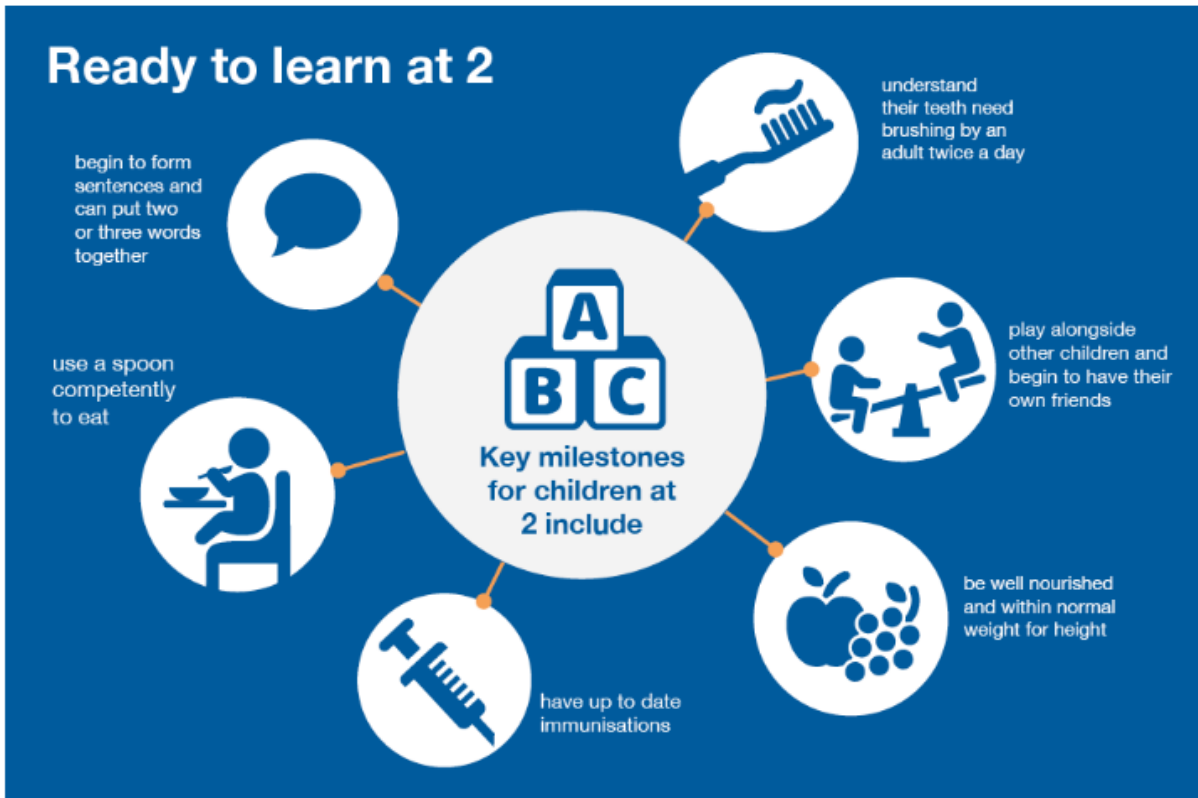 Ready to learn at 2
understand
their teeth need
brushing by an
adult twice a day
begin to form
sentences and
can put two
or three words
together
A
B C
Key milestones
for children at
2 include
play alongside
other children and
begin to have their
own friends
use a spoon
competently
to eat
be well nourished
and within normal
weight for height
have up to date
immunisations